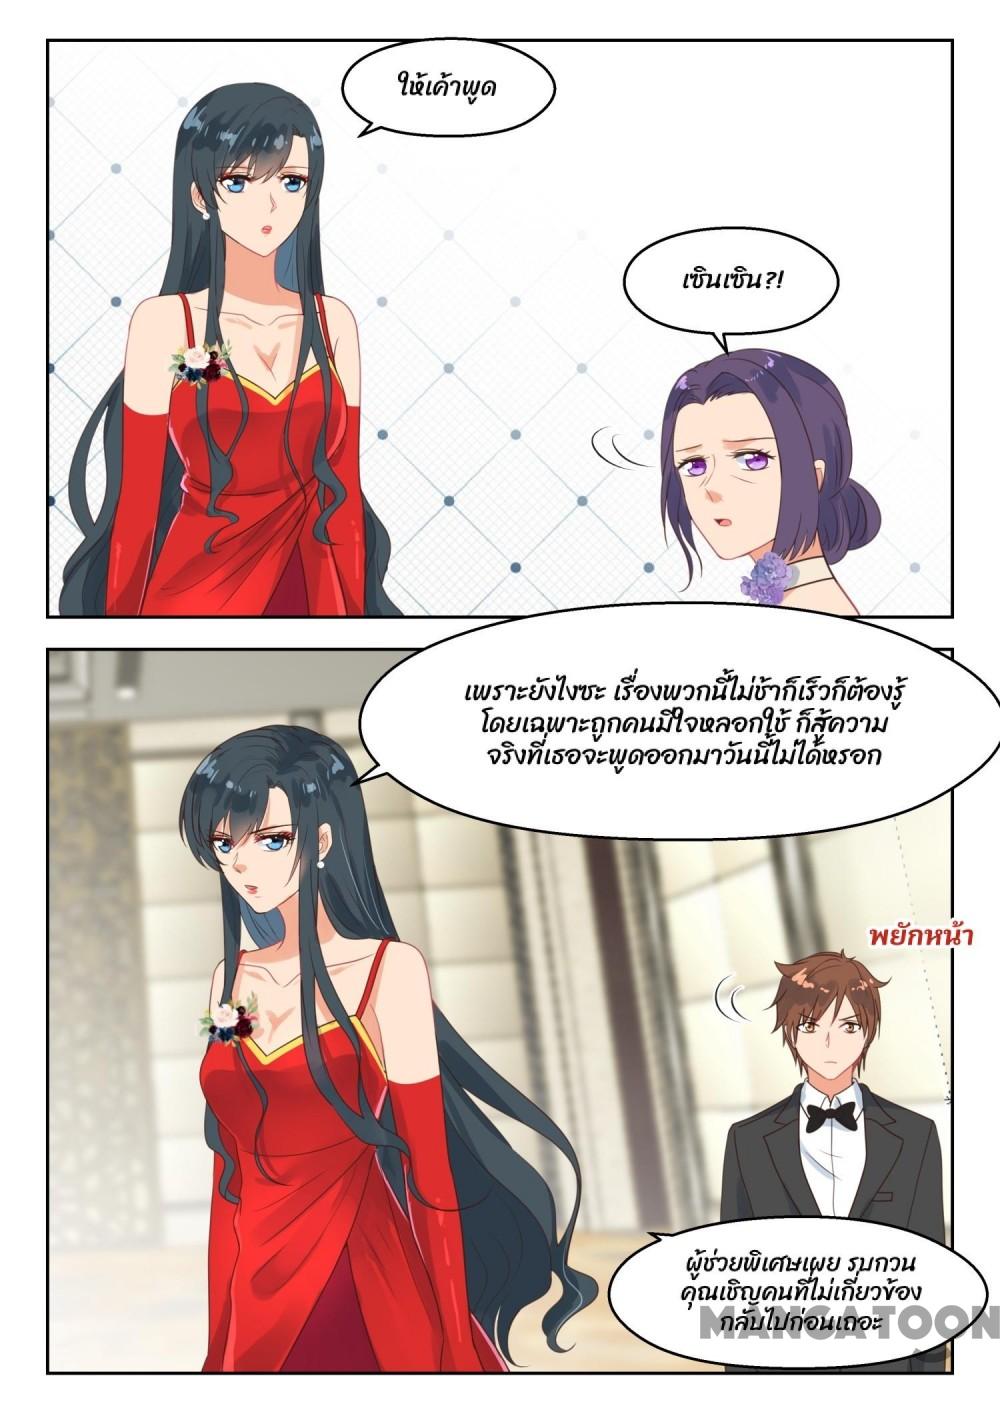 ให้เค้าพูด
เซินเซิน?!
เพราะยังไงซะ เรื่องพวกนี้ไม่ช้าก็เร็วก็ต้องรู้
โดยเฉพาะถูกคนมีใจหลอกใช้ ก็สู้ความ
จริงที่เธอจะพูดออกมาวันนี้ไม่ได้หรอก
พยักหน้า
ผู้ช่วยพิเศษเผย รบกวน
คุณเชิญคนที่ไม่เกี่ยวข้อง
กลับไปก่อนเถอะ
MANGATOON